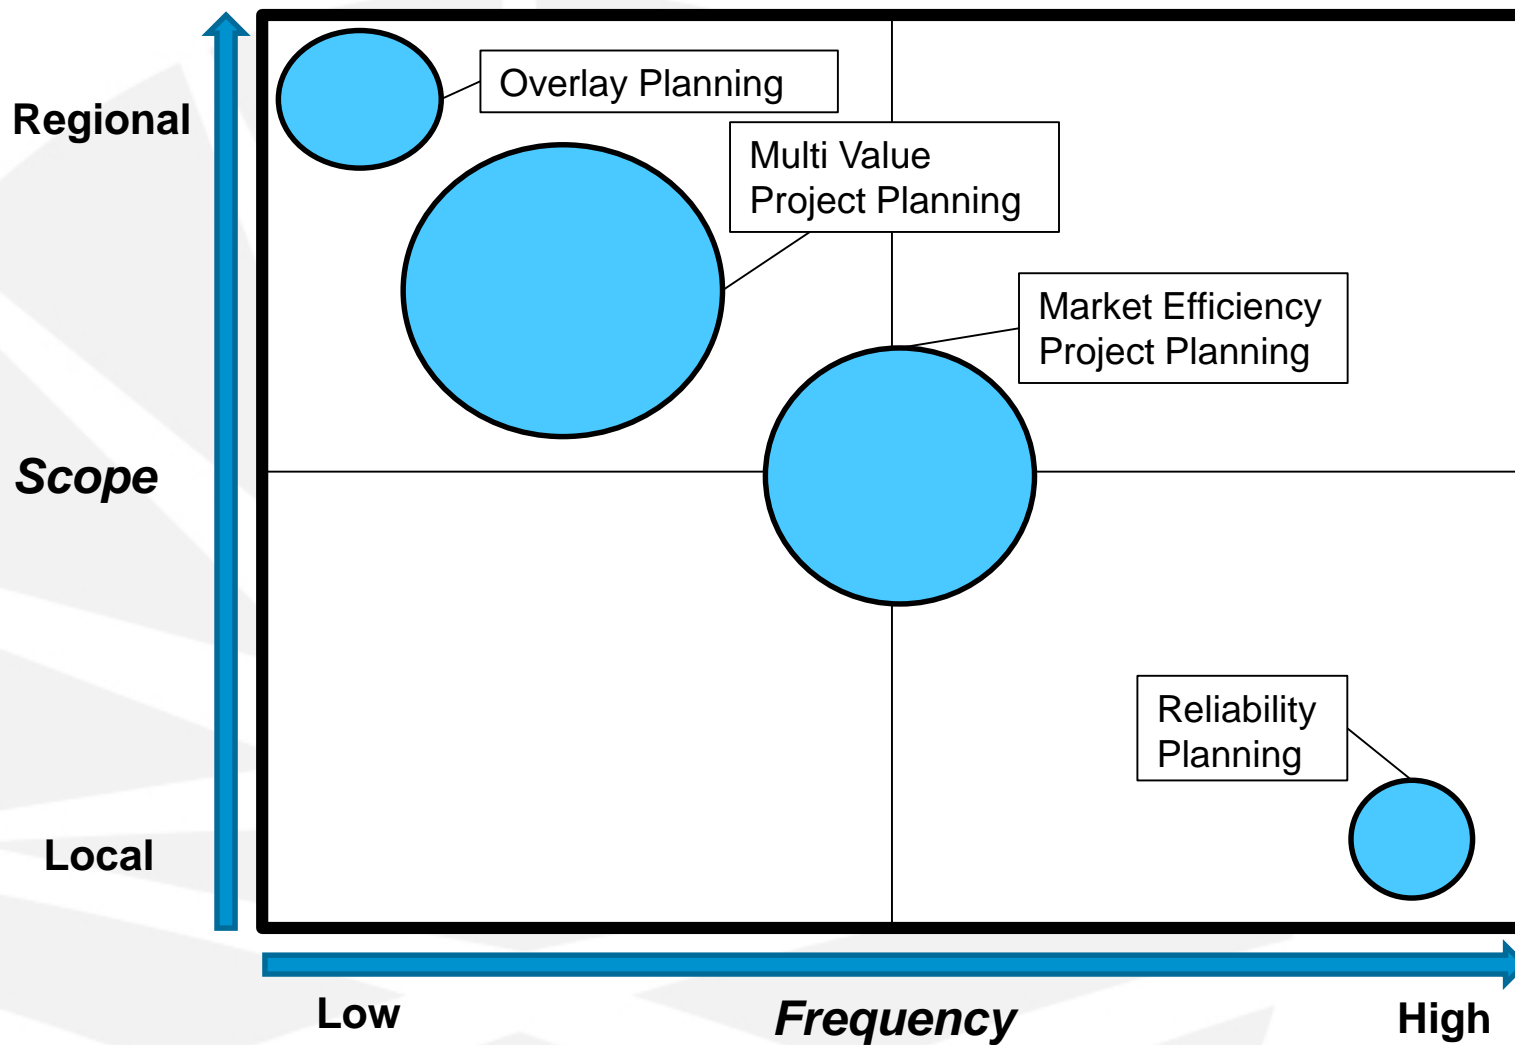 Overlay Planning
Regional
Multi Value
Project Planning
Market Efficiency
Project Planning
Scope
Reliability
Planning
Local
Low
Frequency
High